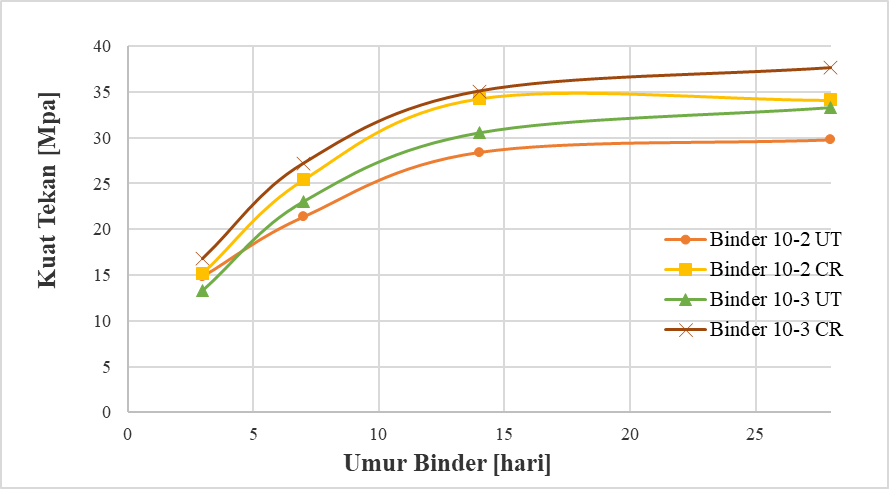 Kuat Tekan [Mpa]
40
35
30
25
20
15
10
5
0
0 5 10 15 20 25
Umur Binder [hari]
Binder 10-2 UT
Binder 10-2 CR
Binder 10-3 UT
Binder 10-3 CR